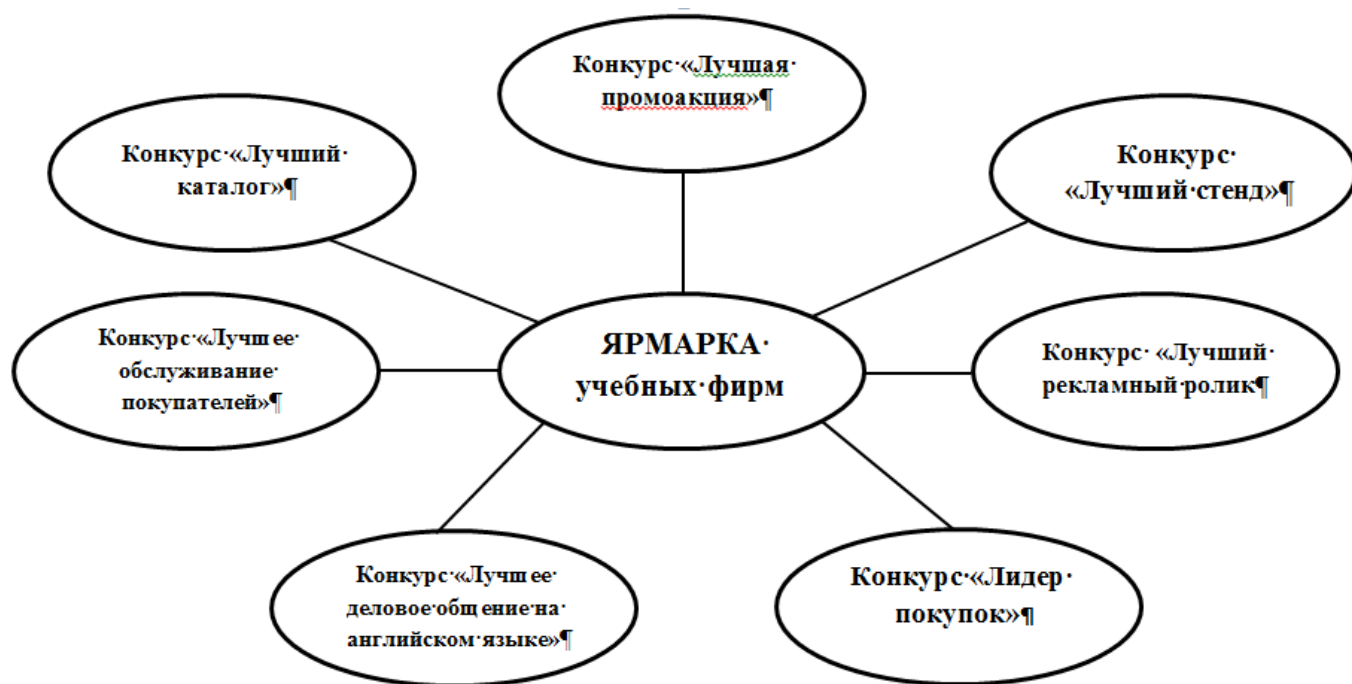 Конкурс·«Лучшая·
промоакция»¶
Конкурс·«Лучший·
каталог»¶
Конкурс·
«Лучший·стенд»¶
Конкурс·«Лучшее·
обслуживание·
покупателей»¶
ЯРМАРКА·
учебных·фирм
Конкурс·«Лучший·
рекламный·ролик¶
Конкурс·«Лучшее·
деловое·общение·на·
английском·языке»¶
Конкурс·«Лидер·
покупок»¶